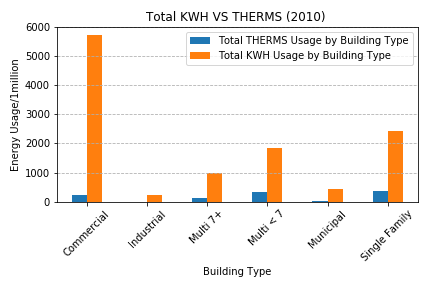 Total KWH VS THERMS (2010)
Total THERMS Usage by Building Type
Total KWH Usage by Building Type
Energy Usage/1million
6000
5000
4000
3000
2000
1000
0
Commercial
Industrial
Multi 7+
Multi < 7
Municipal
Single Family
Building Type